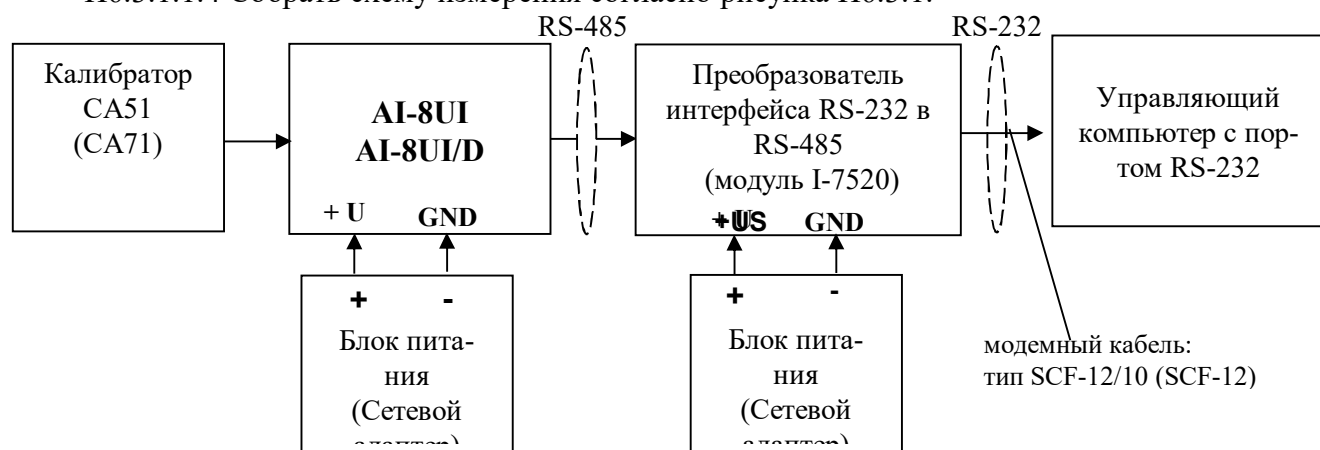 RS-485
RS-232
Калибратор
СА51
(СА71)
AI-8UI
AI-8UI/D
+ U
GND
Преобразователь
интерфейса RS-232 в
RS-485
(модуль I-7520)
GND
Управляющий
компьютер с пор-
том RS-232
+
-
Блок пита-
ния
(Сетевой
+
-
Блок пита-
ния
(Сетевой
модемный кабель:
тип SCF-12/10 (SCF-12)